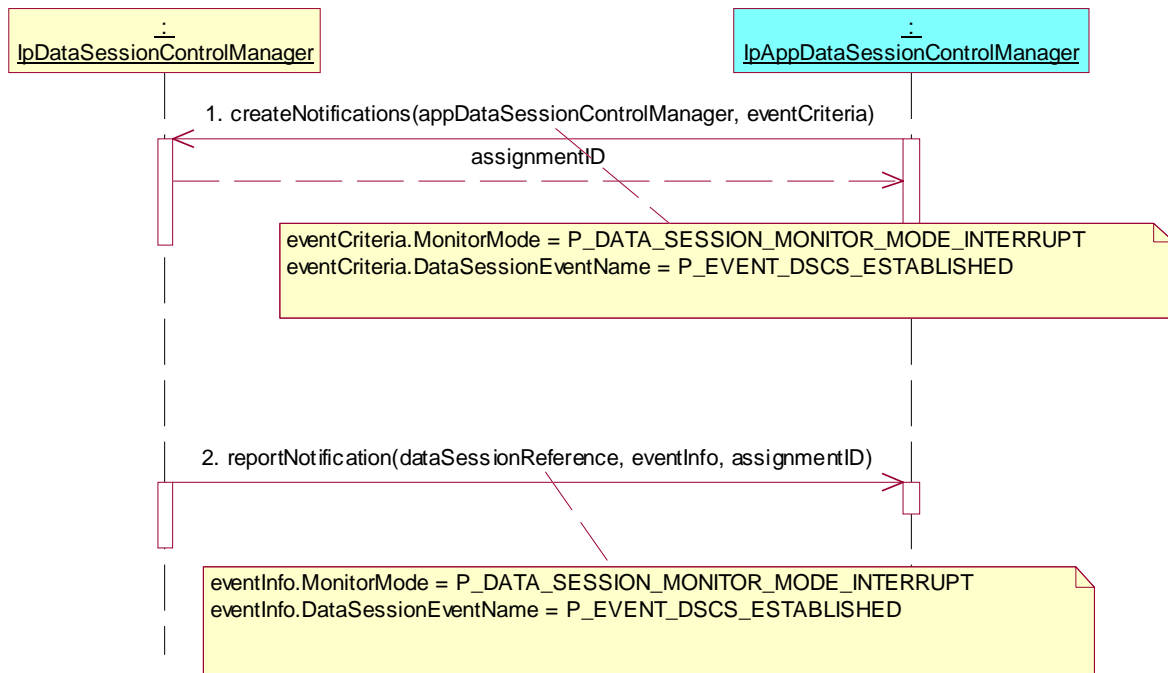 :
IpDataSessionControlManager
:
IpAppDataSessionControlManager
1. createNotifications(appDataSessionControlManager, eventCriteria)
assignmentID
eventCriteria.MonitorMode = P_DATA_SESSION_MONITOR_MODE_INTERRUPT
eventCriteria.DataSessionEventName = P_EVENT_DSCS_ESTABLISHED
2. reportNotification(dataSessionReference, eventInfo, assignmentID)
eventInfo.MonitorMode = P_DATA_SESSION_MONITOR_MODE_INTERRUPT
eventInfo.DataSessionEventName = P_EVENT_DSCS_ESTABLISHED